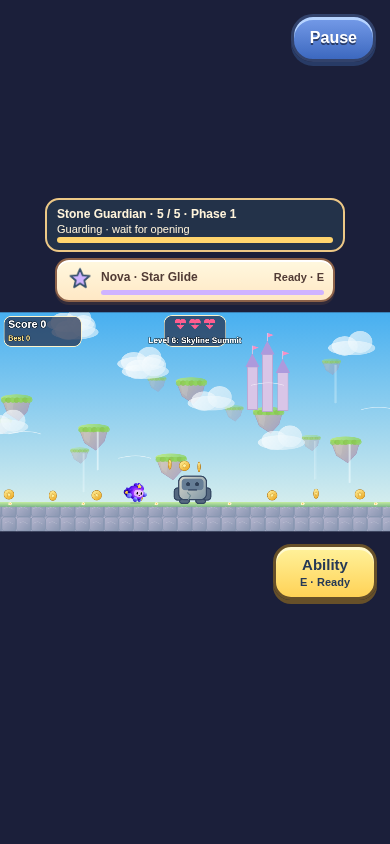 Pause
Stone Guardian · 5 / 5 · Phase 1
Guarding · wait for opening
Nova · Star Glide
Ready · E
Score 0
Best 0
Level 6: Skyline Summit
Ability
E · Ready